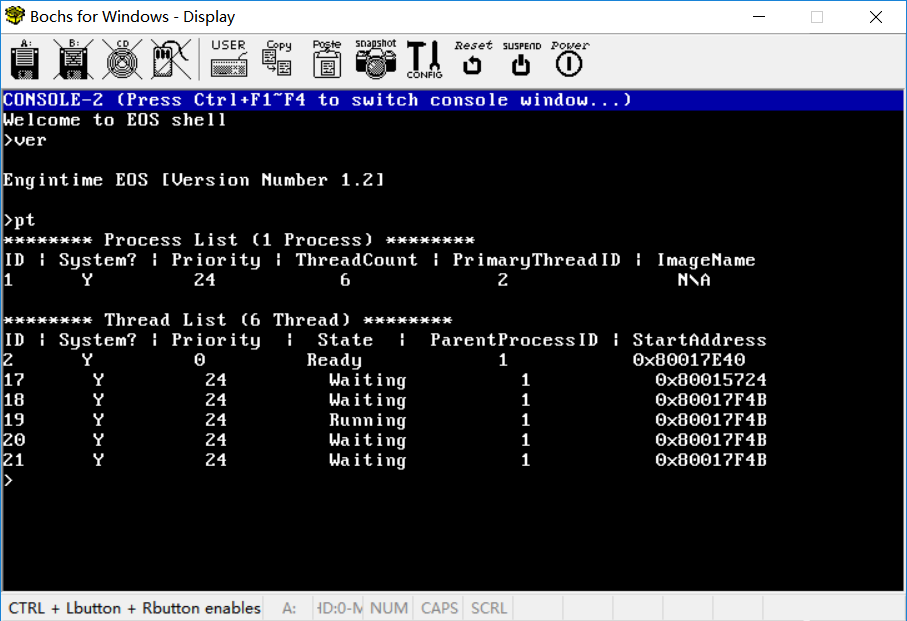 Bochs for Windows - Display
A: B: CD USER Copy Poste snapshot CONFIG Reset SUSPEND Power
CONSOLE-2 (Press Ctrl+F1~F4 to switch console window...)
Welcome to EOS shell
>ver
Engintime EOS [Version Number 1.2]
>pt
******** Process List (1 Process) ********
ID | System? | Priority | ThreadCount | PrimaryThreadID | ImageName
1 Y 24 6 2 N\A
******** Thread List (6 Thread) ********
ID | System? | Priority | State | ParentProcessID | StartAddress
2 Y 0 Ready 1 0x80017E40
17 Y 24 Waiting 1 0x80015724
18 Y 24 Waiting 1 0x80017F4B
19 Y 24 Running 1 0x80017F4B
20 Y 24 Waiting 1 0x80017F4B
21 Y 24 Waiting 1 0x80017F4B
>
CTRL + Lbutton + Rbutton enables A: HD:0-M NUM CAPS SCRL